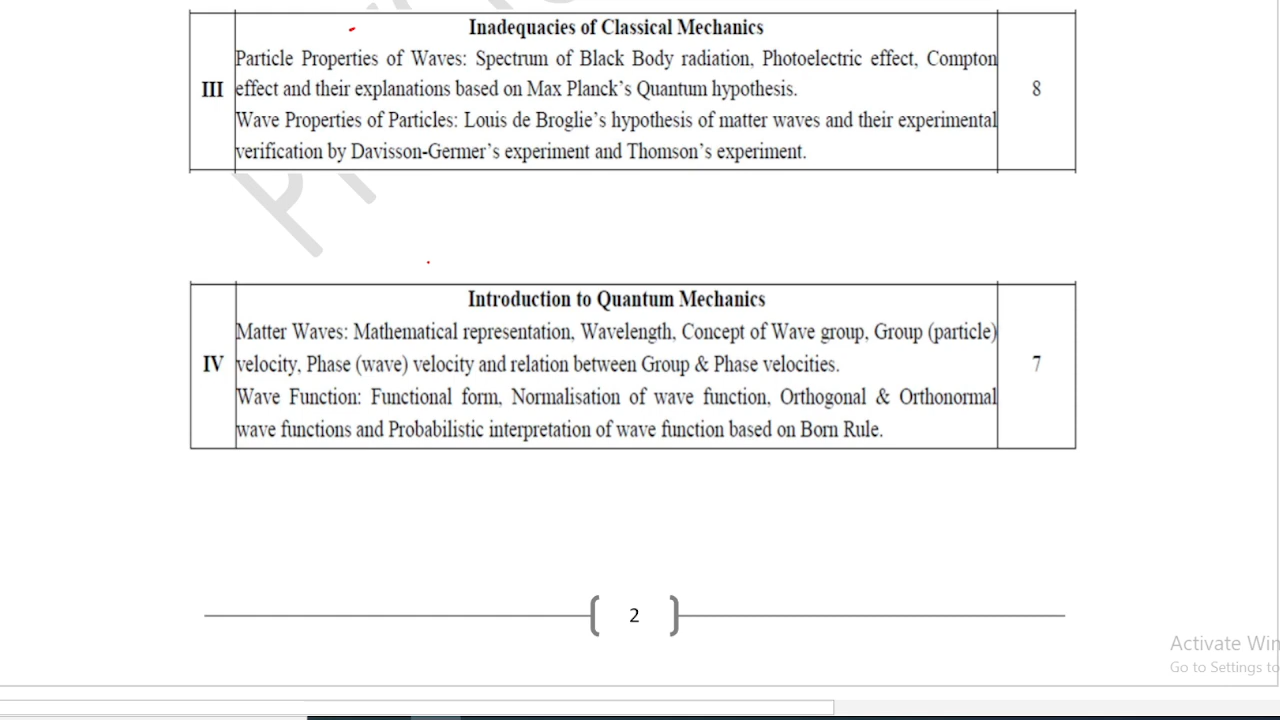 Inadequacies of Classical Mechanics
Particle Properties of Waves: Spectrum of Black Body radiation, Photoelectric effect, Compton
III effect and their explanations based on Max Planck's Quantum hypothesis. 8
Wave Properties of Particles: Louis de Broglie's hypothesis of matter waves and their experimental
verification by Davisson-Germer's experiment and Thomson's experiment.
Introduction to Quantum Mechanics
Matter Waves: Mathematical representation, Wavelength, Concept of Wave group, Group (particle)
IV velocity, Phase (wave) velocity and relation between Group & Phase velocities. 7
Wave Function: Functional form, Normalisation of wave function, Orthogonal & Orthonormal
wave functions and Probabilistic interpretation of wave function based on Born Rule.
2
Activate Win
Go to Settings to